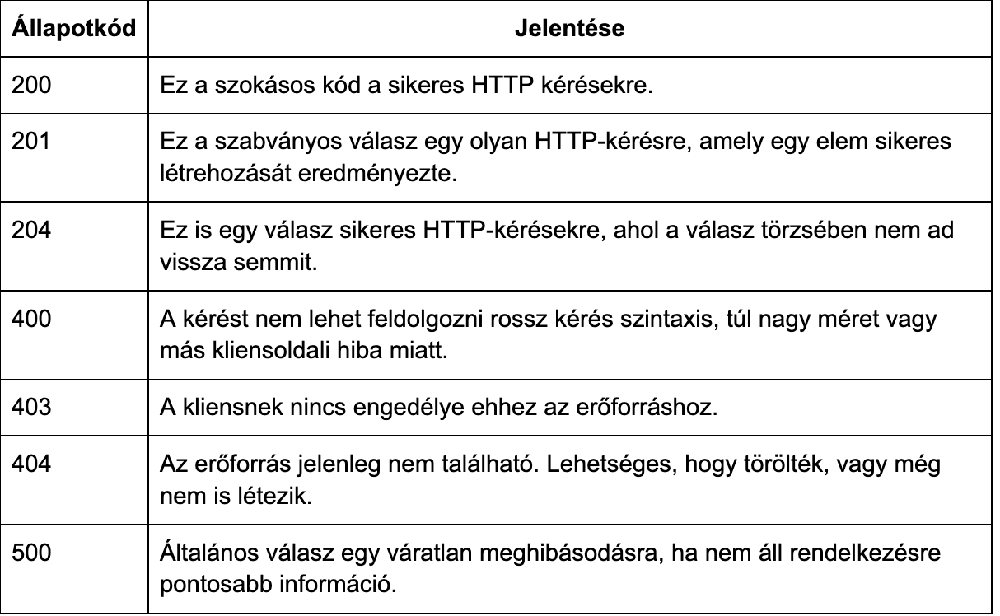 Állapotkód Jelentése
200 Ez a szokásos kód a sikeres HTTP kérésekre.
201 Ez a szabványos válasz egy olyan HTTP-kérésre, amely egy elem sikeres
létrehozását eredményezte.
204 Ez is egy válasz sikeres HTTP-kérésekre, ahol a válasz törzsében nem ad
vissza semmit.
400 A kérést nem lehet feldolgozni rossz kérés szintaxis, túl nagy méret vagy
más kliensoldali hiba miatt.
403 A kliensnek nincs engedélye ehhez az erőforráshoz.
404 Az erőforrás jelenleg nem található. Lehetséges, hogy törölték, vagy még
nem is létezik.
500 Általános válasz egy váratlan meghibásodásra, ha nem áll rendelkezésre
pontosabb információ.